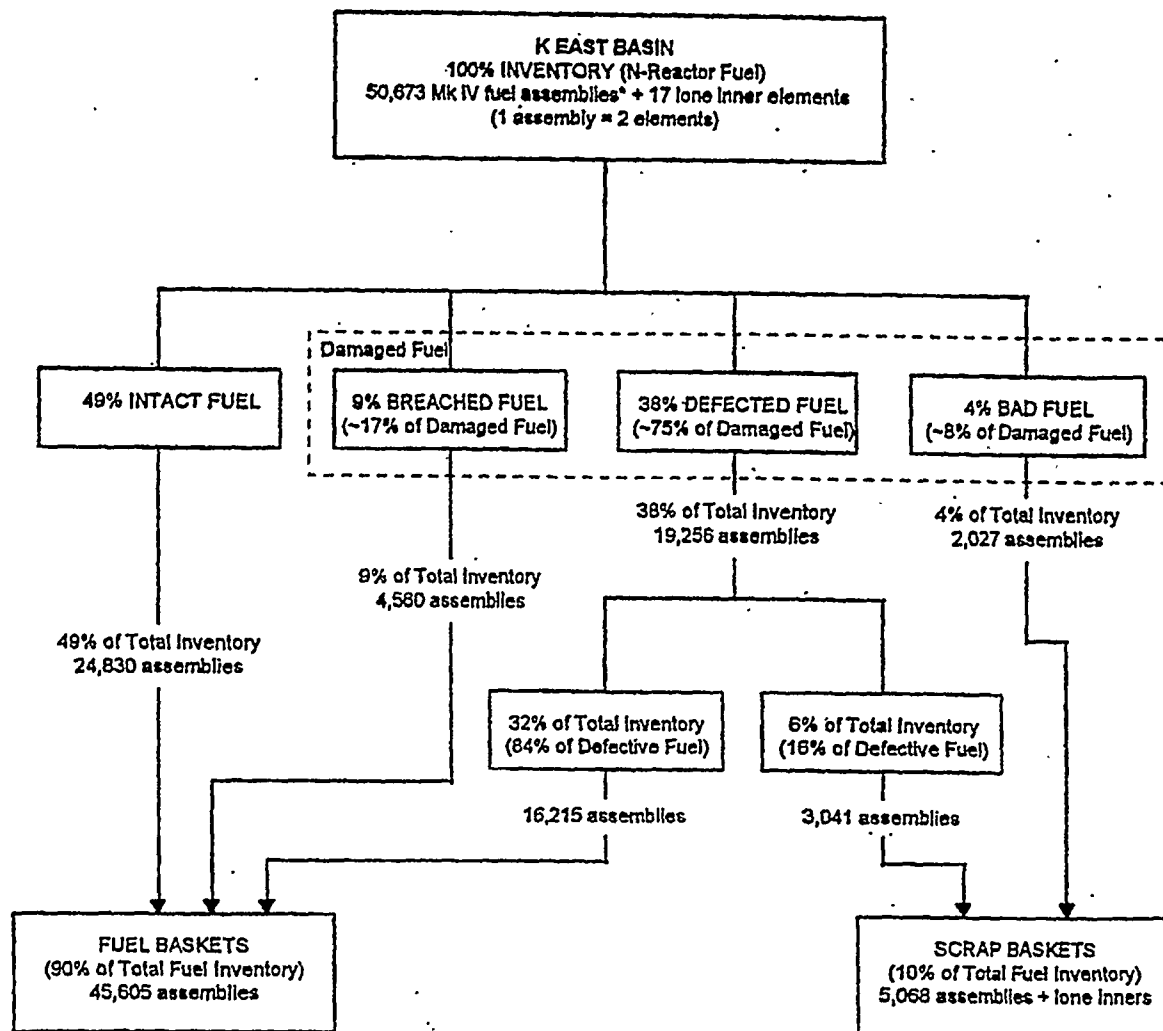 K EAST BASIN
100% INVENTORY (N-Reactor Fuel)
50,673 Mk IV fuel assemblies* + 17 lone inner elements
(1 assembly = 2 elements)
Damaged Fuel
49% INTACT FUEL
9% BREACHED FUEL
(~17% of Damaged Fuel)
38% DEFECTED FUEL
(~75% of Damaged Fuel)
4% BAD FUEL
(~8% of Damaged Fuel)
38% of Total Inventory
19,256 assemblies
4% of Total Inventory
2,027 assemblies
9% of Total Inventory
4,560 assemblies
49% of Total Inventory
24,830 assemblies
32% of Total Inventory
(84% of Defective Fuel)
6% of Total Inventory
(16% of Defective Fuel)
16,215 assemblies
3,041 assemblies
FUEL BASKETS
(90% of Total Fuel Inventory)
45,605 assemblies
SCRAP BASKETS
(10% of Total Fuel Inventory)
5,068 assemblies + lone inners